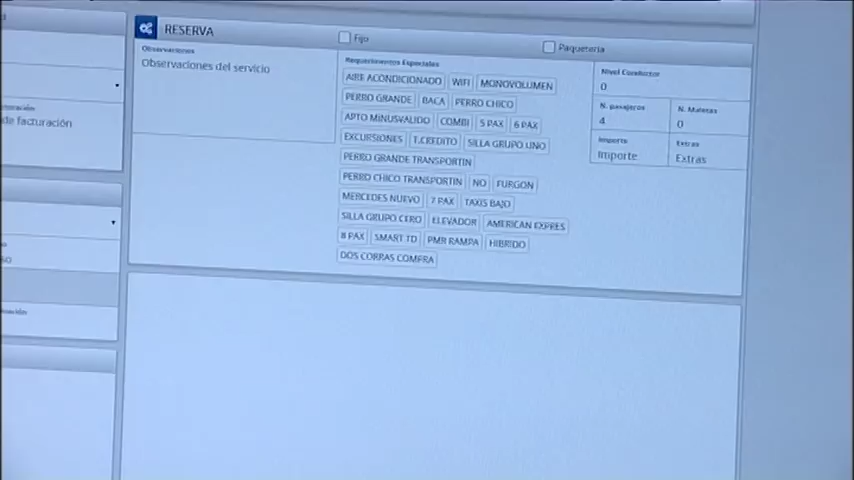 RESERVA
Fijo
Paquetería
Observaciones
Observaciones del servicio
Requerimientos Especiales
AIRE ACONDICIONADO WIFI MONOVOLUMEN
PERRO GRANDE BACA PERRO CHICO
APTO MINUSVALIDO COMBI 5 PAX 6 PAX
EXCURSIONES T.CREDITO SILLA GRUPO UNO
PERRO GRANDE TRANSPORTIN
PERRO CHICO TRANSPORTIN NO FURGON
MERCEDES NUEVO 7 PAX TAXIS BAJO
SILLA GRUPO CERO ELEVADOR AMERICAN EXPRES
8 PAX SMART TD PMR RAMPA HIBRIDO
DOS CORRAS COMPRA
Nivel Conductor
0
N. pasajeros N. Maletas
4 0
Importe Extras
Importe Extras
de facturación